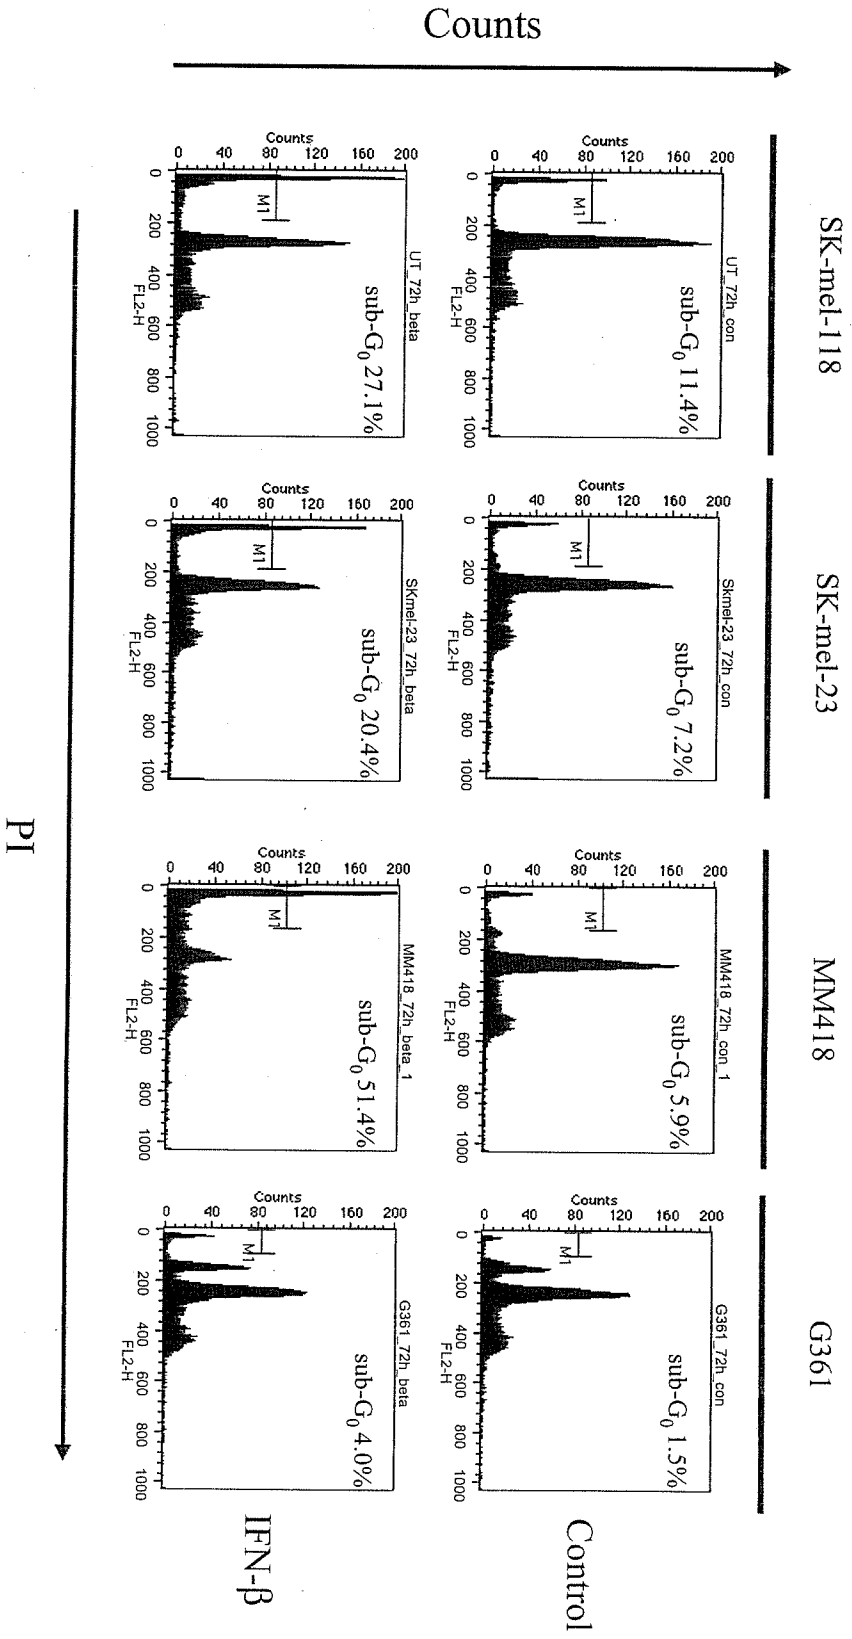 SK-mel-118
SK-mel-23
MM418
G361
Counts
UT_72h_con
sub-G0 11.4%
M1
Counts
0 40 80 120 160 200
0 200 400 600 800 1000
FL2-H
Skmel-23_72h_con
sub-G0 7.2%
M1
Counts
0 40 80 120 160 200
0 200 400 600 800 1000
FL2-H
MM418_72h_con_1
sub-G0 5.9%
M1
Counts
0 40 80 120 160 200
0 200 400 600 800 1000
FL2-H
G361_72h_con
sub-G0 1.5%
M1
Counts
0 40 80 120 160 200
0 200 400 600 800 1000
FL2-H
Control
UT_72h_beta
sub-G0 27.1%
M1
Counts
0 40 80 120 160 200
0 200 400 600 800 1000
FL2-H
SKmel-23_72h_beta
sub-G0 20.4%
M1
Counts
0 40 80 120 160 200
0 200 400 600 800 1000
FL2-H
MM418_72h_beta_1
sub-G0 51.4%
M1
Counts
0 40 80 120 160 200
0 200 400 600 800 1000
FL2-H
G361_72h_beta
sub-G0 4.0%
M1
Counts
0 40 80 120 160 200
0 200 400 600 800 1000
FL2-H
IFN-β
PI